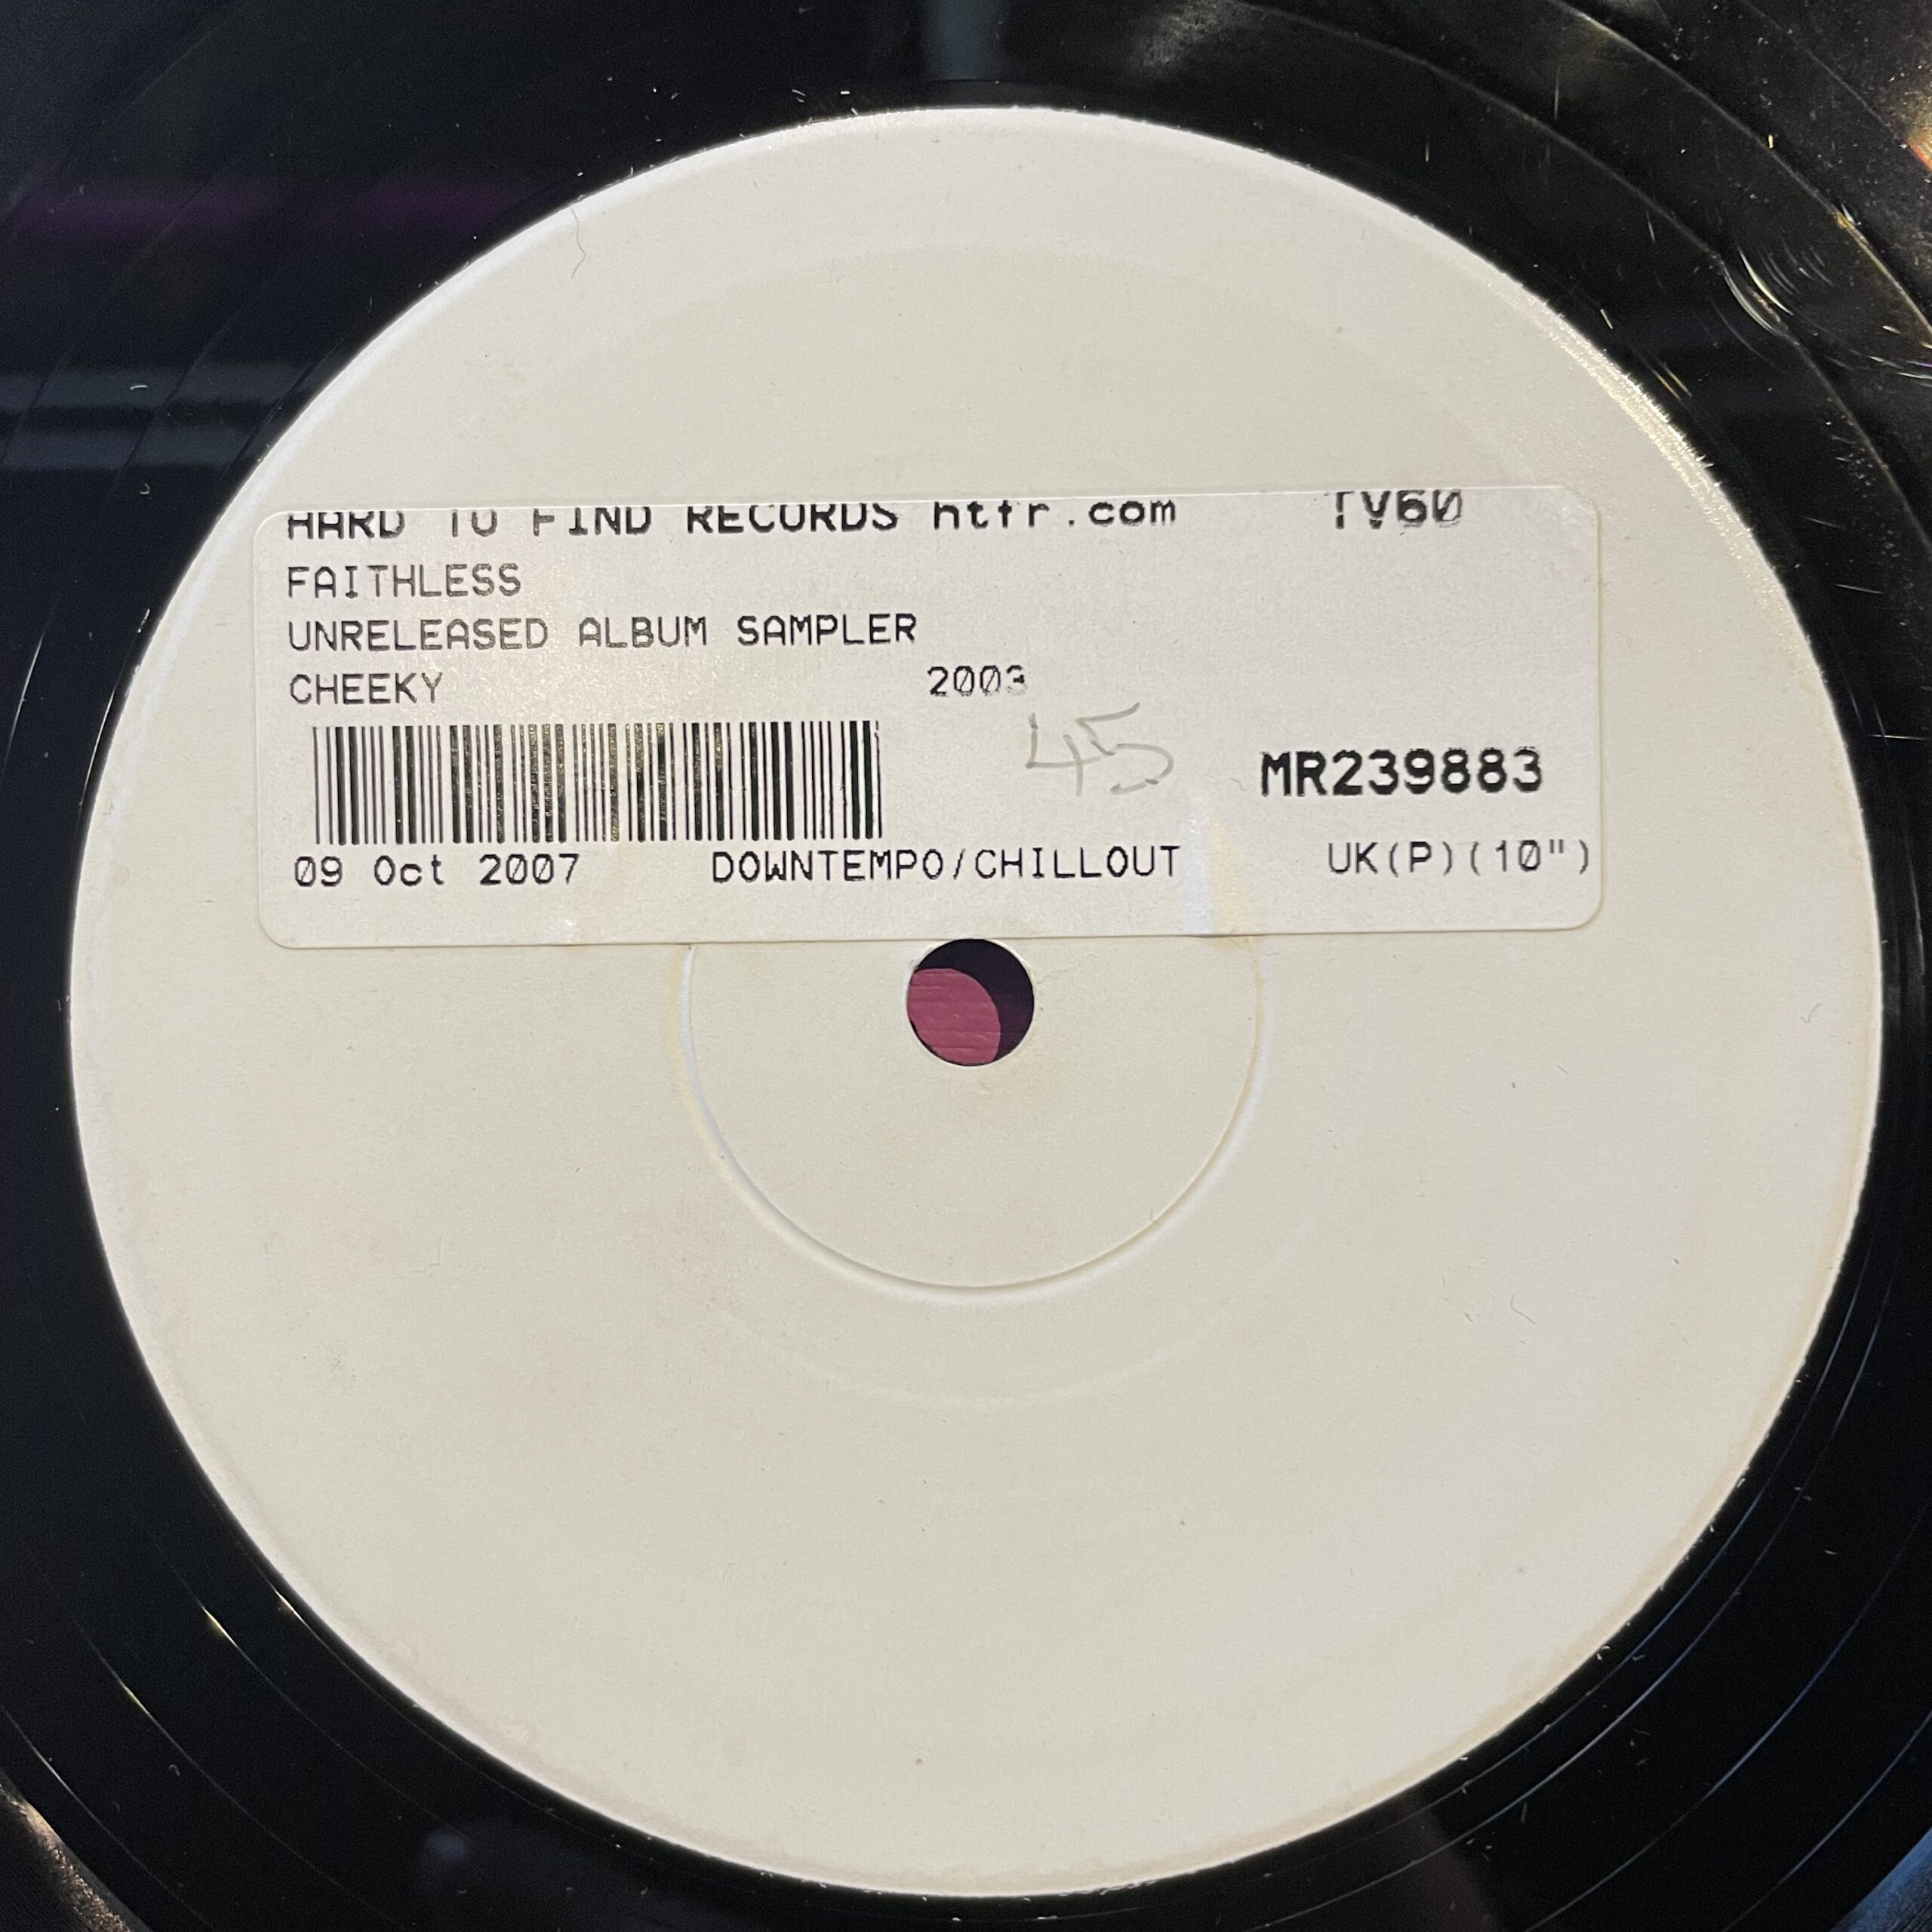 HARD TO FIND RECORDS htfr.com TV60
FAITHLESS
UNRELEASED ALBUM SAMPLER
CHEEKY 2003
45
MR239883
09 Oct 2007 DOWNTEMPO/CHILLOUT UK(P)(10")